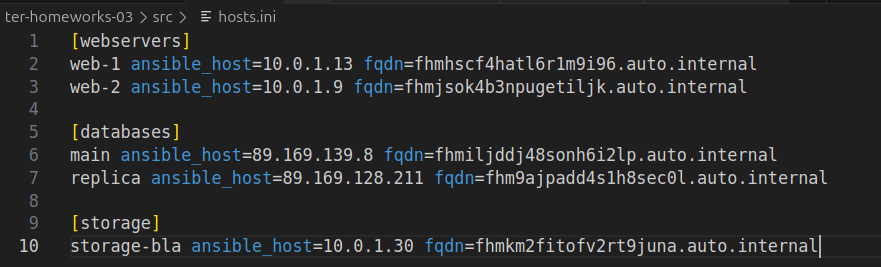 ter-homeworks-03 > src > hosts.ini
1 [webservers]
2 web-1 ansible_host=10.0.1.13 fqdn=fhmhscf4hatl6r1m9i96.auto.internal
3 web-2 ansible_host=10.0.1.9 fqdn=fhmjsok4b3npugetiljk.auto.internal
4
5 [databases]
6 main ansible_host=89.169.139.8 fqdn=fhmiljddj48sonh6i2lp.auto.internal
7 replica ansible_host=89.169.128.211 fqdn=fhm9ajpadd4s1h8sec0l.auto.internal
8
9 [storage]
10 storage-bla ansible_host=10.0.1.30 fqdn=fhmkm2fitofv2rt9juna.auto.internal